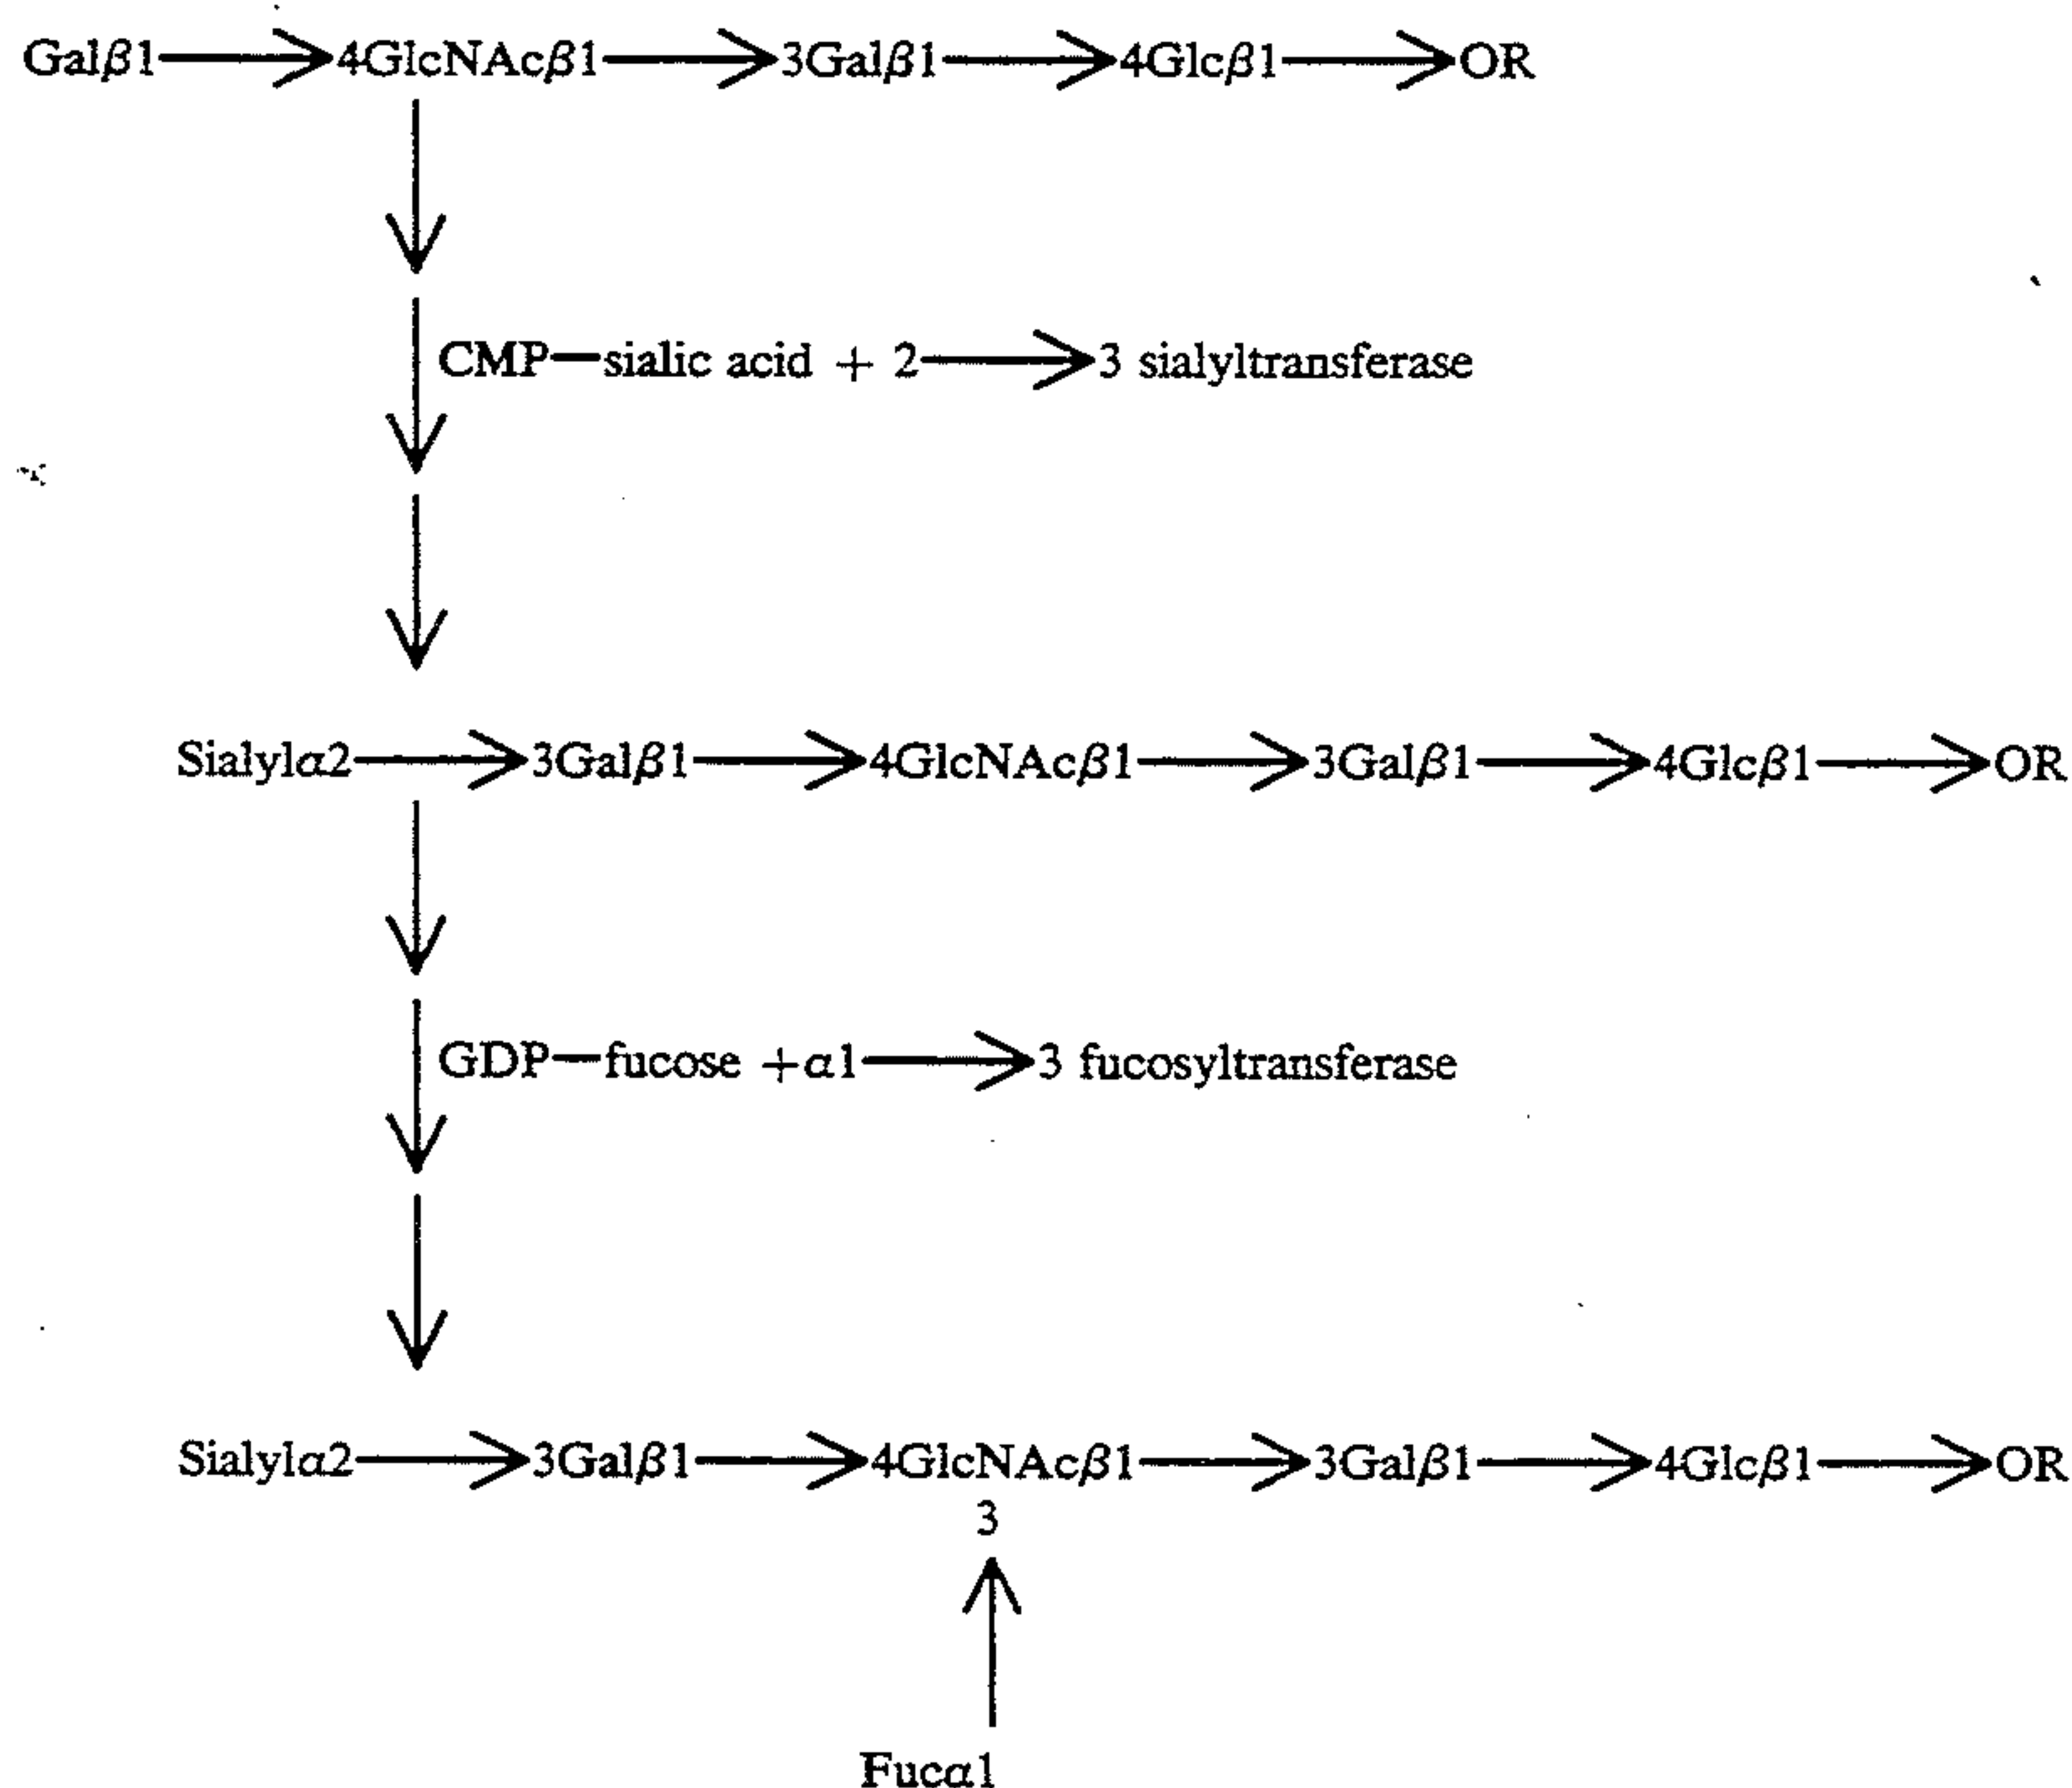 Galβ1→4GlcNAcβ1→3Galβ1→4Glcβ1→OR
CMP—sialic acid + 2→3 sialyltransferase
Sialylα2→3Galβ1→4GlcNAcβ1→3Galβ1→4Glcβ1→OR
GDP—fucose +α1→3 fucosyltransferase
Sialylα2→3Galβ1→4GlcNAcβ1→3Galβ1→4Glcβ1→OR
3
Fucα1